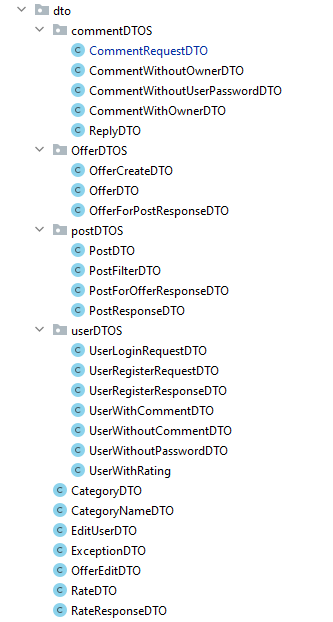 dto
commentDTOS
CommentRequestDTO
CommentWithoutOwnerDTO
CommentWithoutUserPasswordDTO
CommentWithOwnerDTO
ReplyDTO
OfferDTOS
OfferCreateDTO
OfferDTO
OfferForPostResponseDTO
postDTOS
PostDTO
PostFilterDTO
PostForOfferResponseDTO
PostResponseDTO
userDTOS
UserLoginRequestDTO
UserRegisterRequestDTO
UserRegisterResponseDTO
UserWithCommentDTO
UserWithoutCommentDTO
UserWithoutPasswordDTO
UserWithRating
CategoryDTO
CategoryNameDTO
EditUserDTO
ExceptionDTO
OfferEditDTO
RateDTO
RateResponseDTO